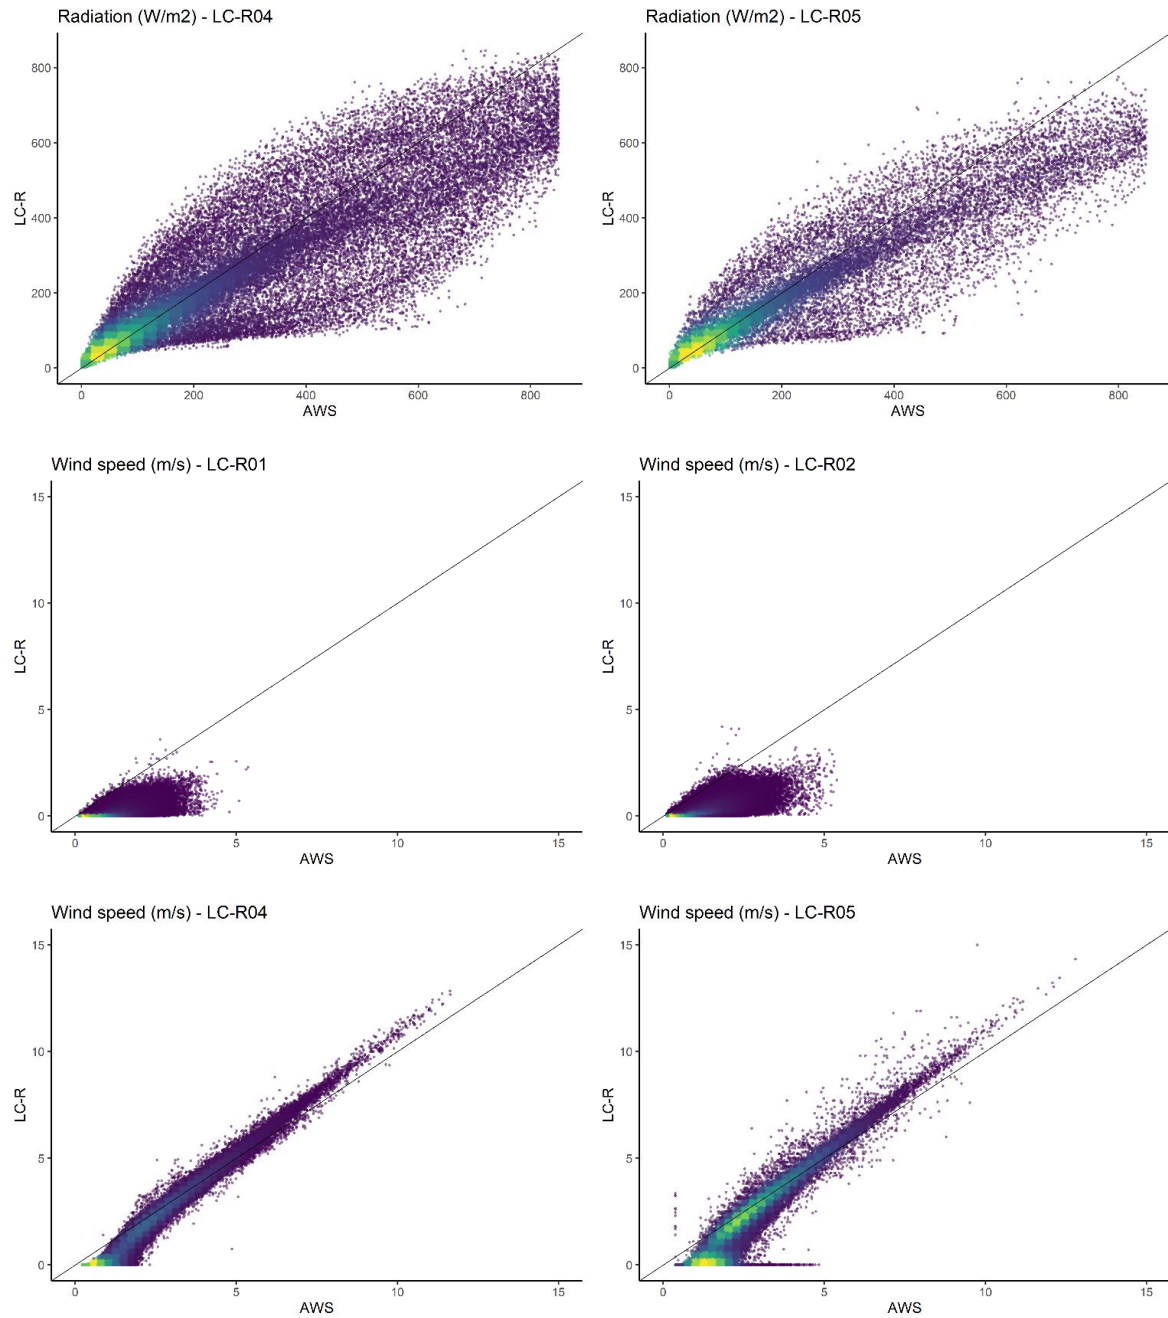 Radiation (W/m2) - LC-R04
800
600
400
200
0
LC-R
0 200 400 600 800
AWS
Radiation (W/m2) - LC-R05
800
600
400
200
0
LC-R
0 200 400 600 800
AWS
Wind speed (m/s) - LC-R01
15
10
5
0
LC-R
0 5 10 15
AWS
Wind speed (m/s) - LC-R02
15
10
5
0
LC-R
0 5 10 15
AWS
Wind speed (m/s) - LC-R04
15
10
5
0
LC-R
0 5 10 15
AWS
Wind speed (m/s) - LC-R05
15
10
5
0
LC-R
0 5 10 15
AWS